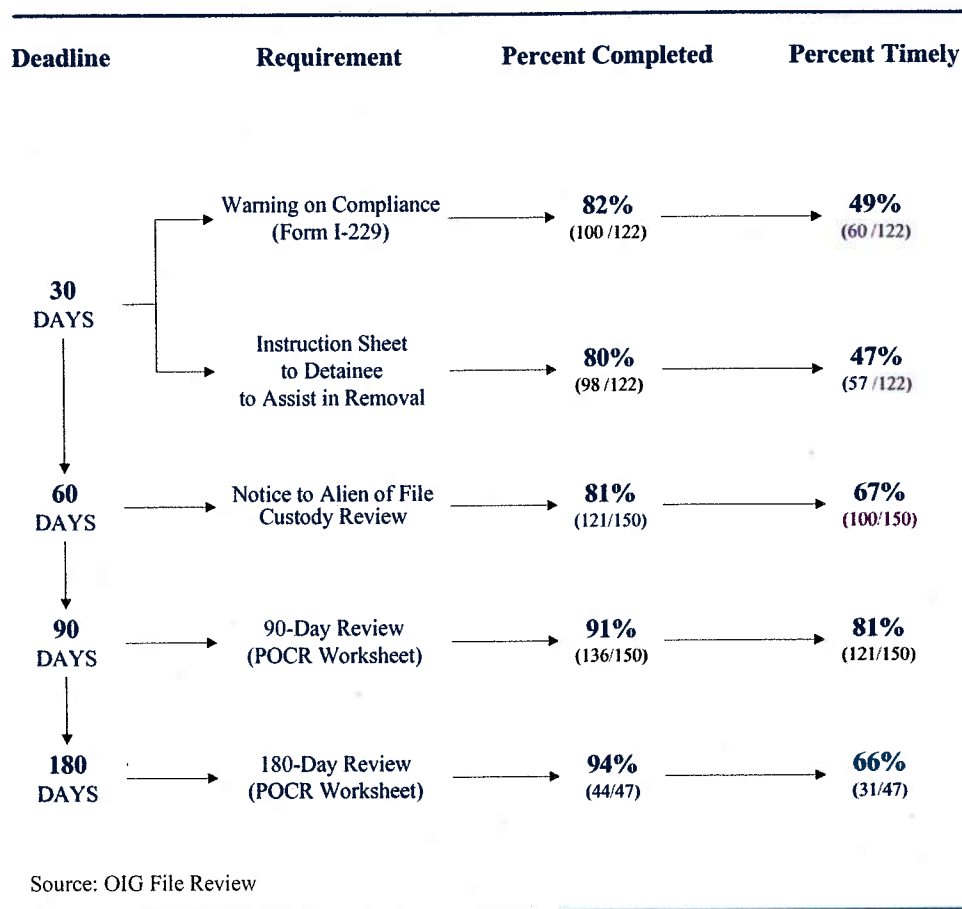 Deadline Requirement Percent Completed Percent Timely
Warning on Compliance
(Form I-229)
82%
(100 /122)
49%
(60 /122)
30
DAYS
Instruction Sheet
to Detainee
to Assist in Removal
80%
(98 /122)
47%
(57 /122)
60
DAYS
Notice to Alien of File
Custody Review
81%
(121/150)
67%
(100/150)
90
DAYS
90-Day Review
(POCR Worksheet)
91%
(136/150)
81%
(121/150)
180
DAYS
180-Day Review
(POCR Worksheet)
94%
(44/47)
66%
(31/47)
Source: OIG File Review